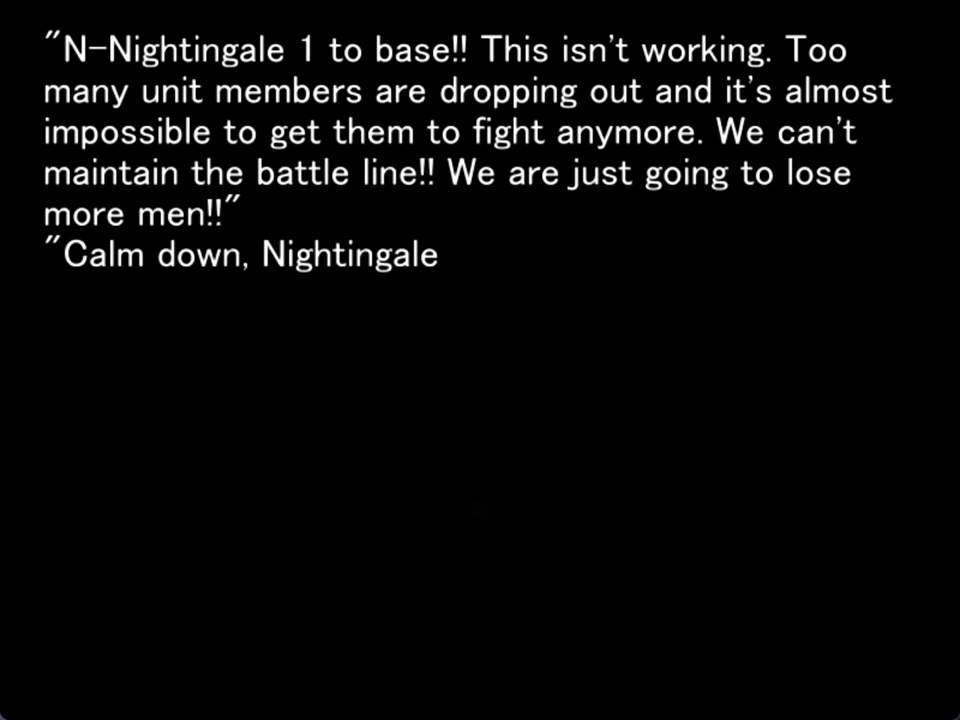 "N-Nightingale 1 to base!! This isn't working. Too
many unit members are dropping out and it's almost
impossible to get them to fight anymore. We can't
maintain the battle line!! We are just going to lose
more men!!"
"Calm down, Nightingale